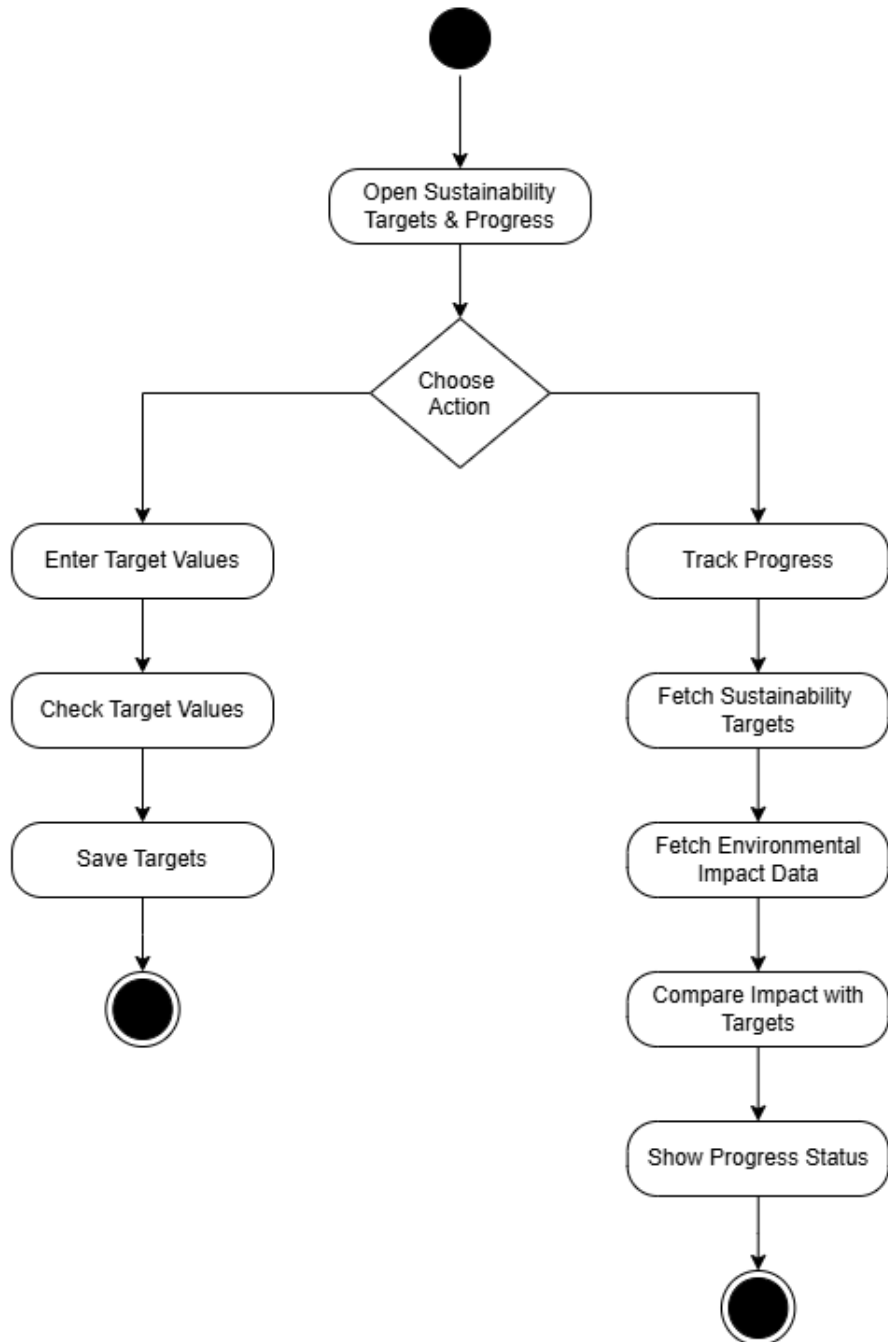 Open Sustainability
Targets & Progress
Choose
Action
Enter Target Values
Track Progress
Check Target Values
Fetch Sustainability
Targets
Save Targets
Fetch Environmental
Impact Data
Compare Impact with
Targets
Show Progress Status